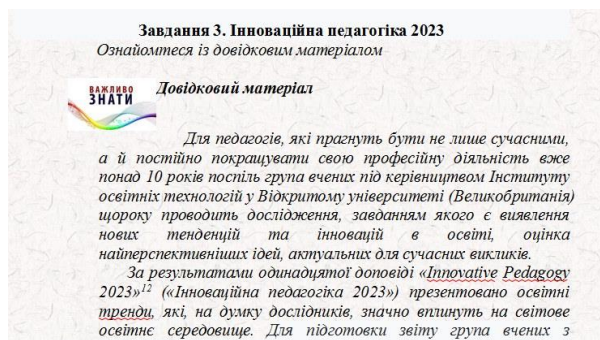 Завдання 3. Інноваційна педагогіка 2023
Ознайомтеся із довідковим матеріалом
ВАЖЛИВО
ЗНАТИ
Довідковий матеріал
Для педагогів, які прагнуть бути не лише сучасними,
а й постійно покращувати свою професійну діяльність вже
понад 10 років поспіль група вчених під керівництвом Інституту
освітніх технологій у Відкритому університеті (Великобританія)
щороку проводить дослідження, завданням якого є виявлення
нових тенденцій та інновацій в освіті, оцінка
найперспективніших ідей, актуальних для сучасних викликів.
За результатами одинадцятої доповіді «Innovative Pedagogy
2023»12 («Інноваційна педагогіка 2023») презентовано освітні
тренди, які, на думку дослідників, значно вплинуть на світове
освітнє середовище. Для підготовки звіту група вчених з